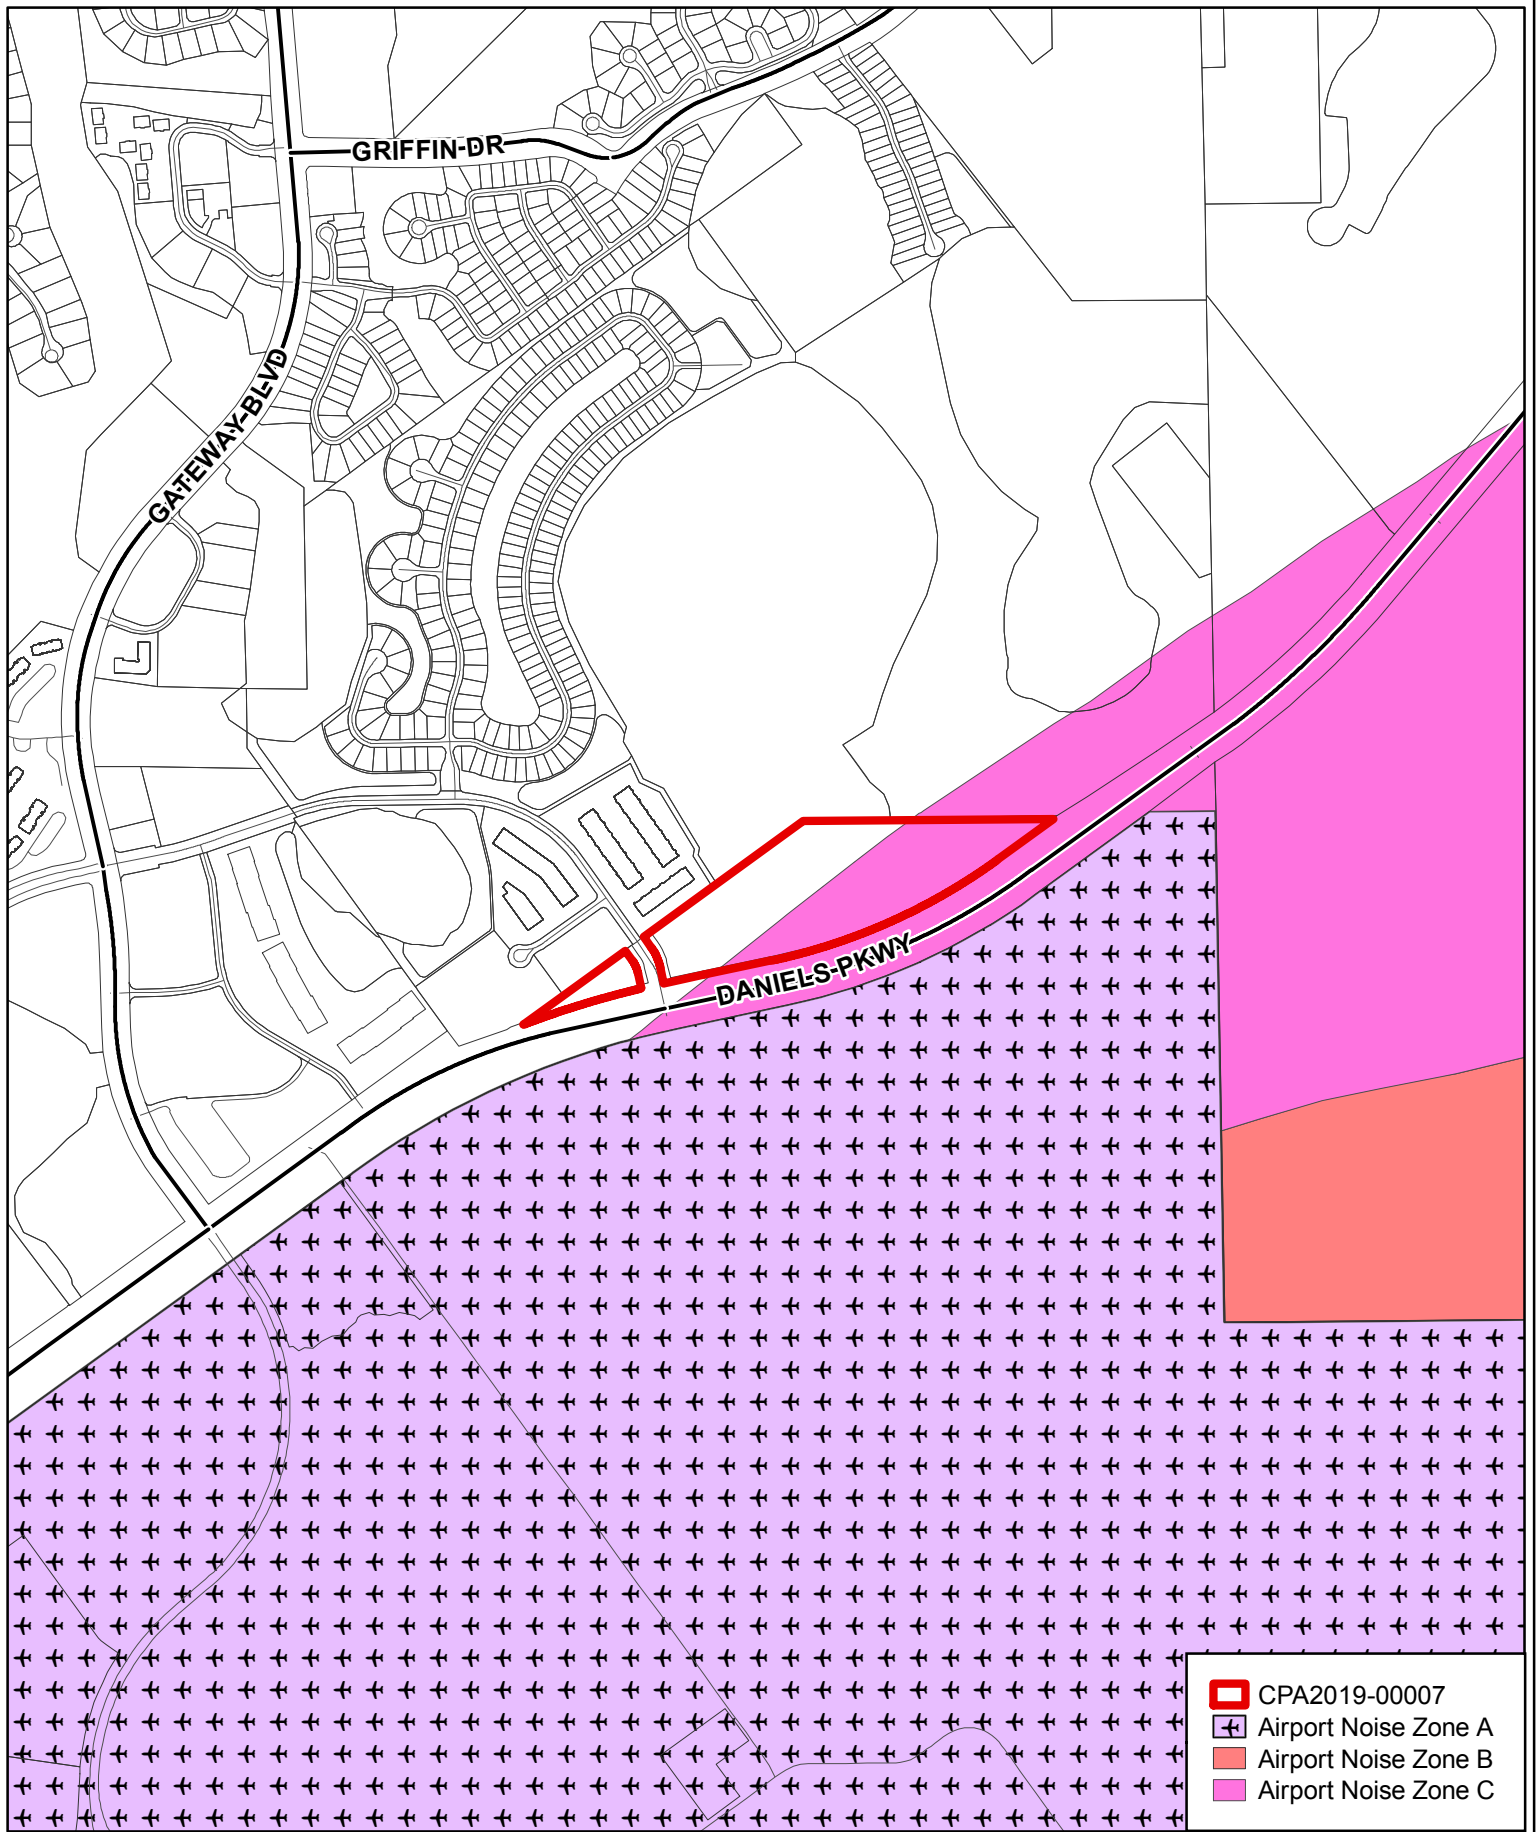 GRIFFIN-DR
GATEWAY-BLVD
DANIELS-PKWY
CPA2019-00007
Airport Noise Zone A
Airport Noise Zone B
Airport Noise Zone C